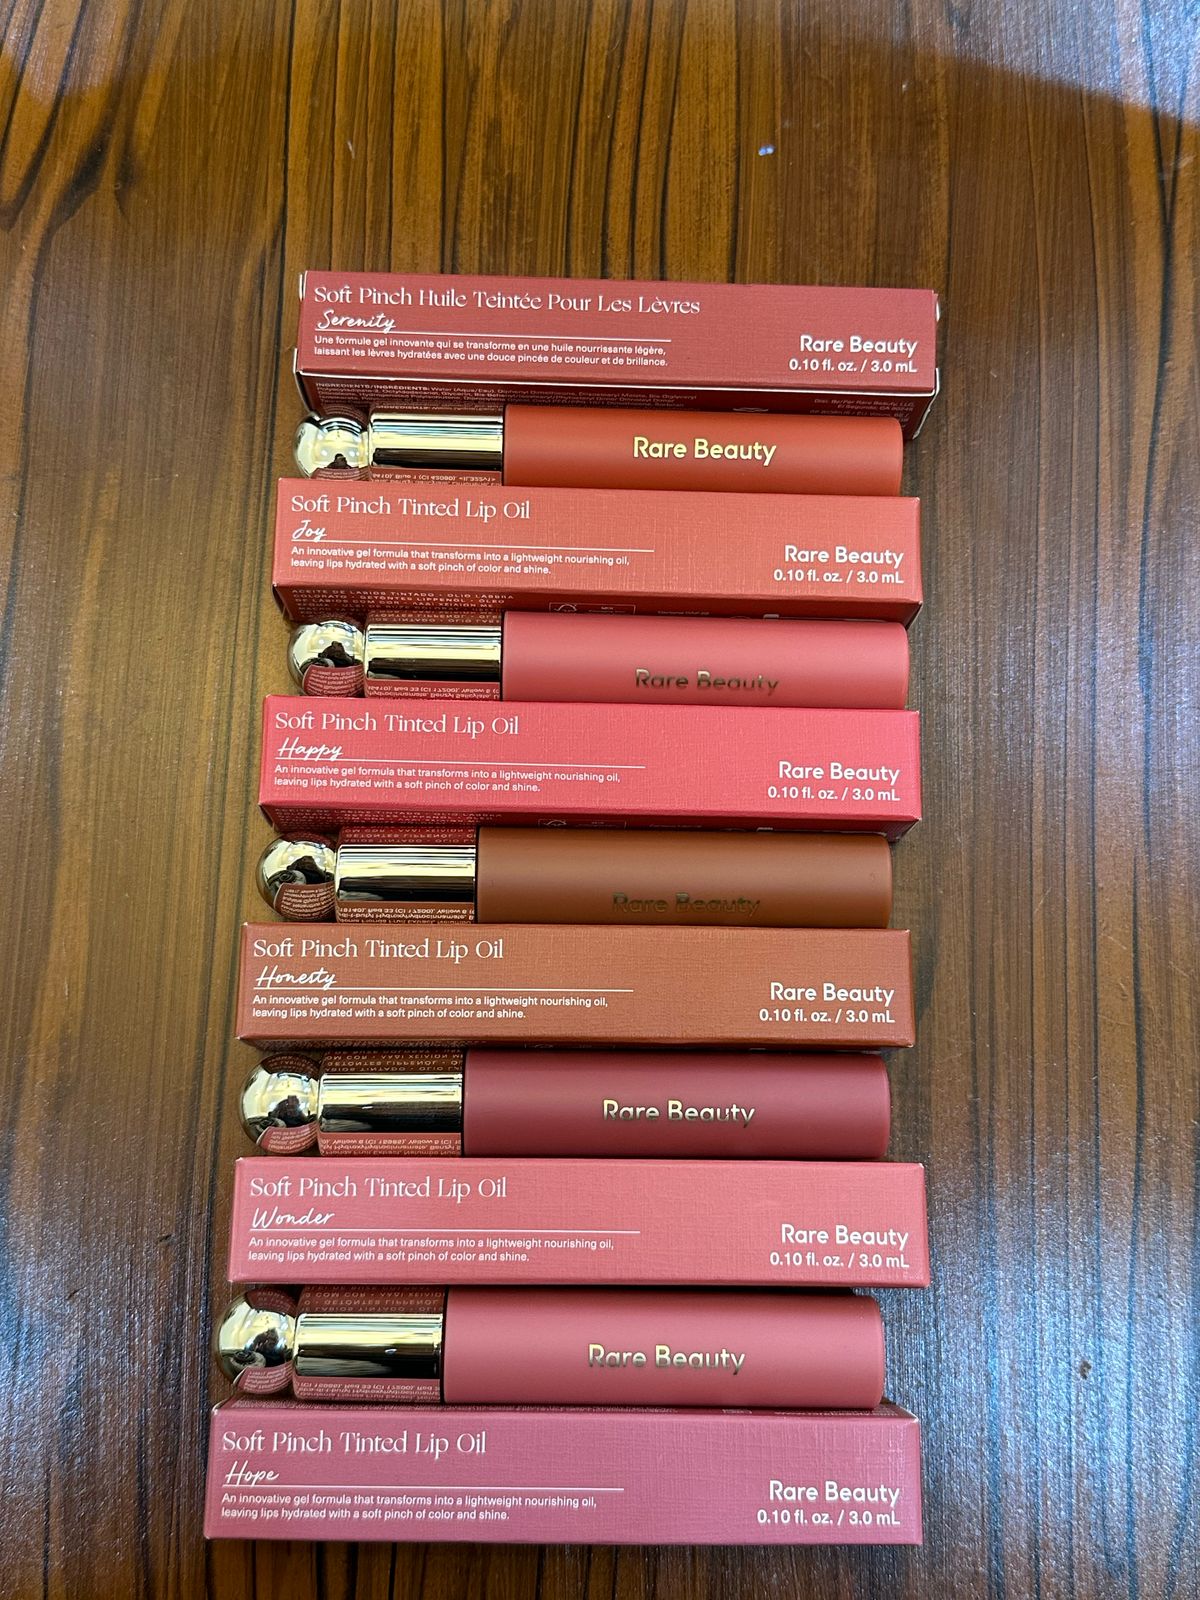 Soft Pinch Huile Teintée Pour Les Lèvres
Serenity
Une formule gel innovante qui se transforme en une huile nourrissante légère,
laissant les lèvres hydratées avec une douce pincée de couleur et de brillance.
Rare Beauty
0.10 fl. oz. / 3.0 mL
INGREDIENTS/INGRÉDIENTS: Water (Aqua/Eau),
Rare Beauty
Soft Pinch Tinted Lip Oil
Joy
An innovative gel formula that transforms into a lightweight nourishing oil,
leaving lips hydrated with a soft pinch of color and shine.
Rare Beauty
0.10 fl. oz. / 3.0 mL
ACEITE DE LABIOS TINTADO • OLIO LABBRA
Rare Beauty
Soft Pinch Tinted Lip Oil
Happy
An innovative gel formula that transforms into a lightweight nourishing oil,
leaving lips hydrated with a soft pinch of color and shine.
Rare Beauty
0.10 fl. oz. / 3.0 mL
Rare Beauty
Soft Pinch Tinted Lip Oil
Honesty
An innovative gel formula that transforms into a lightweight nourishing oil,
leaving lips hydrated with a soft pinch of color and shine.
Rare Beauty
0.10 fl. oz. / 3.0 mL
Rare Beauty
Soft Pinch Tinted Lip Oil
Wonder
An innovative gel formula that transforms into a lightweight nourishing oil,
leaving lips hydrated with a soft pinch of color and shine.
Rare Beauty
0.10 fl. oz. / 3.0 mL
Rare Beauty
Soft Pinch Tinted Lip Oil
Hope
An innovative gel formula that transforms into a lightweight nourishing oil,
leaving lips hydrated with a soft pinch of color and shine.
Rare Beauty
0.10 fl. oz. / 3.0 mL